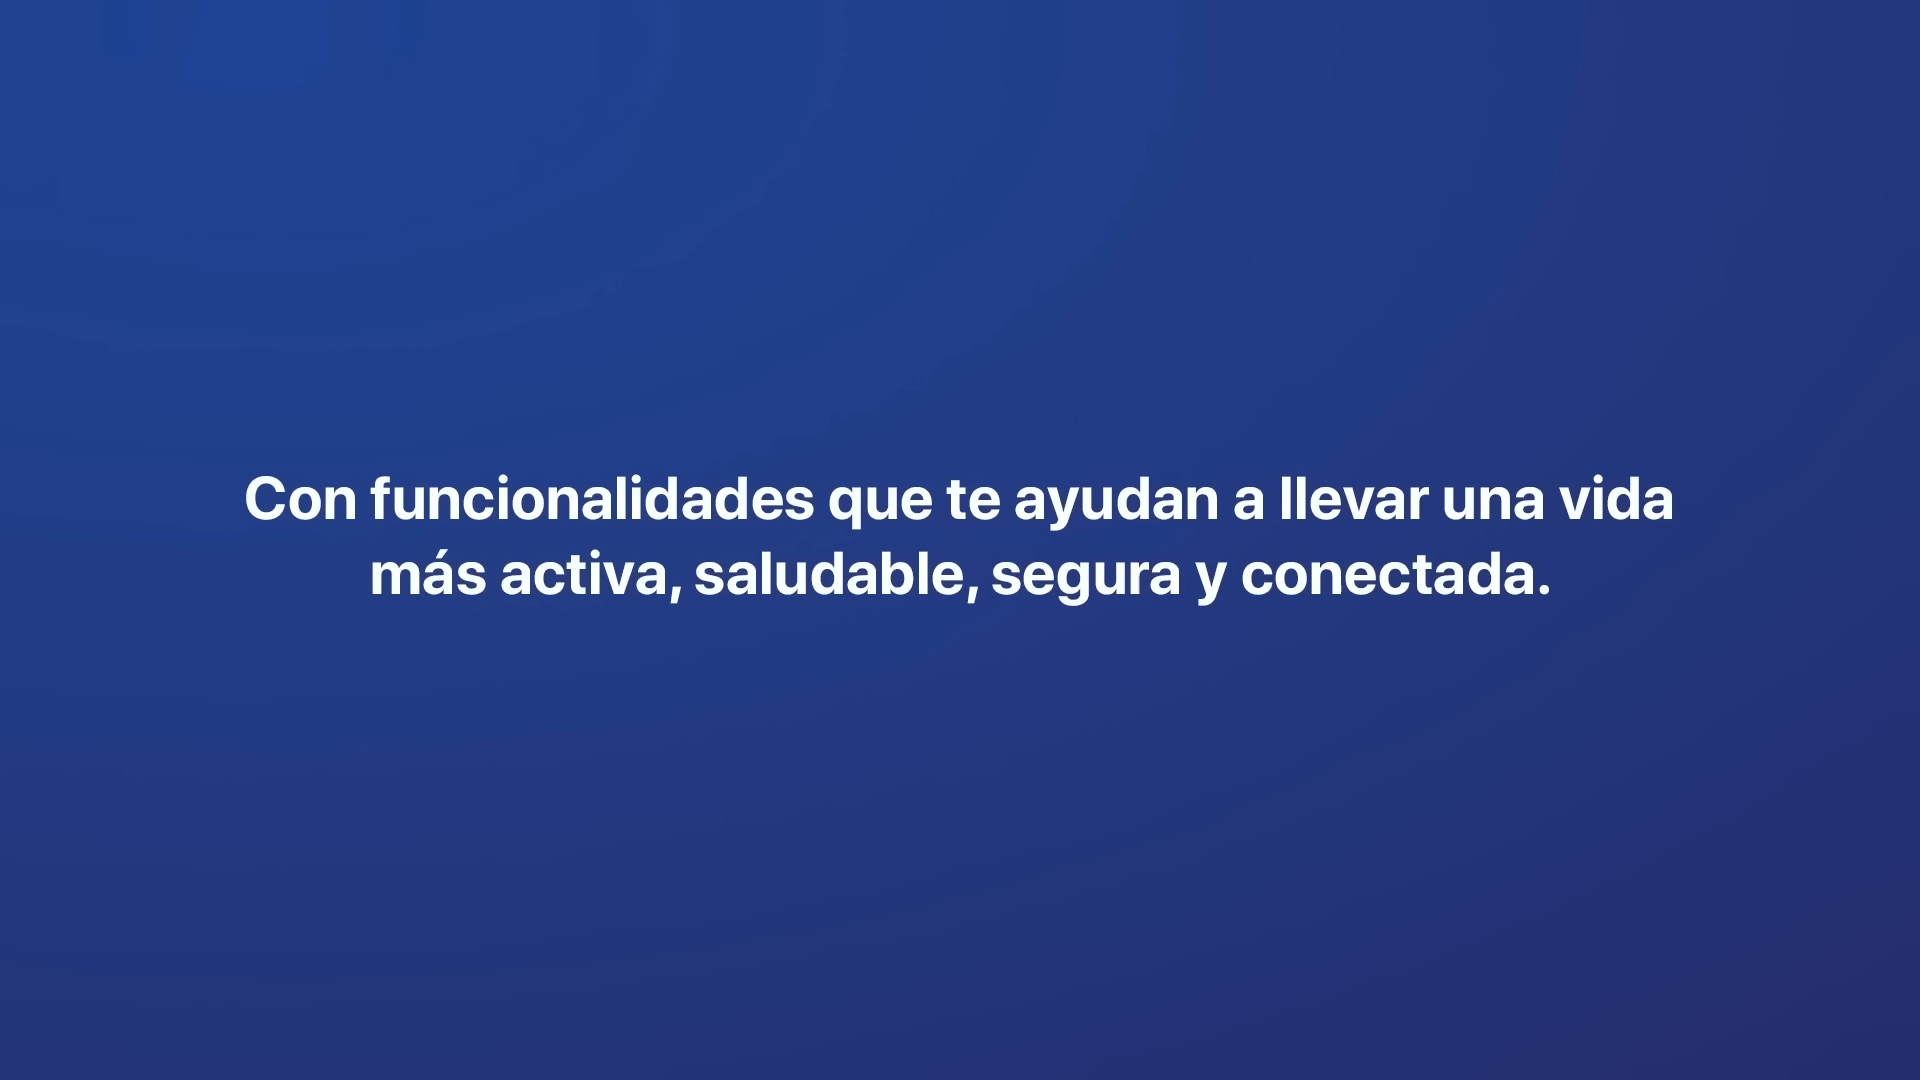 Con funcionalidades que te ayudan a llevar una vida
más activa, saludable, segura y conectada.